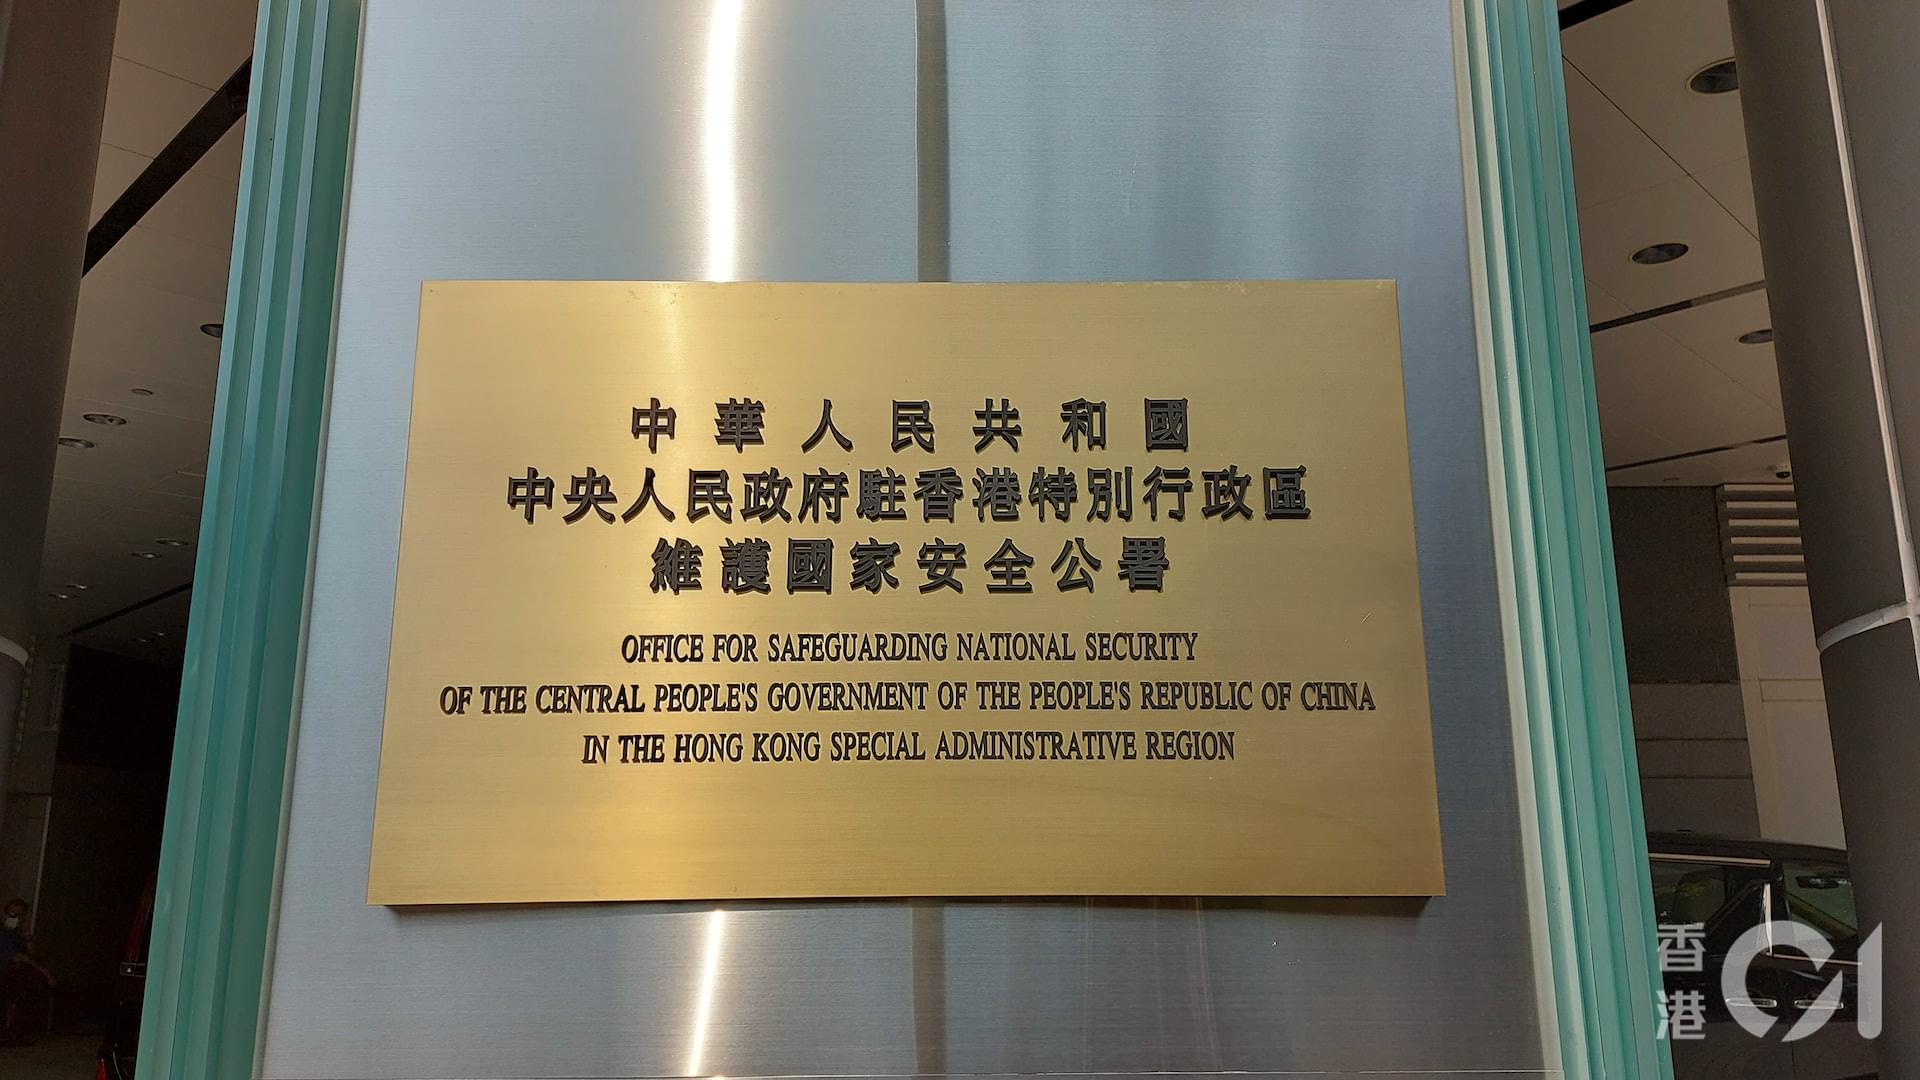 中華人民共和國
中央人民政府駐香港特別行政區
維護國家安全公署
OFFICE FOR SAFEGUARDING NATIONAL SECURITY
OF THE CENTRAL PEOPLE'S GOVERNMENT OF THE PEOPLE'S REPUBLIC OF CHINA
IN THE HONG KONG SPECIAL ADMINISTRATIVE REGION
香港01